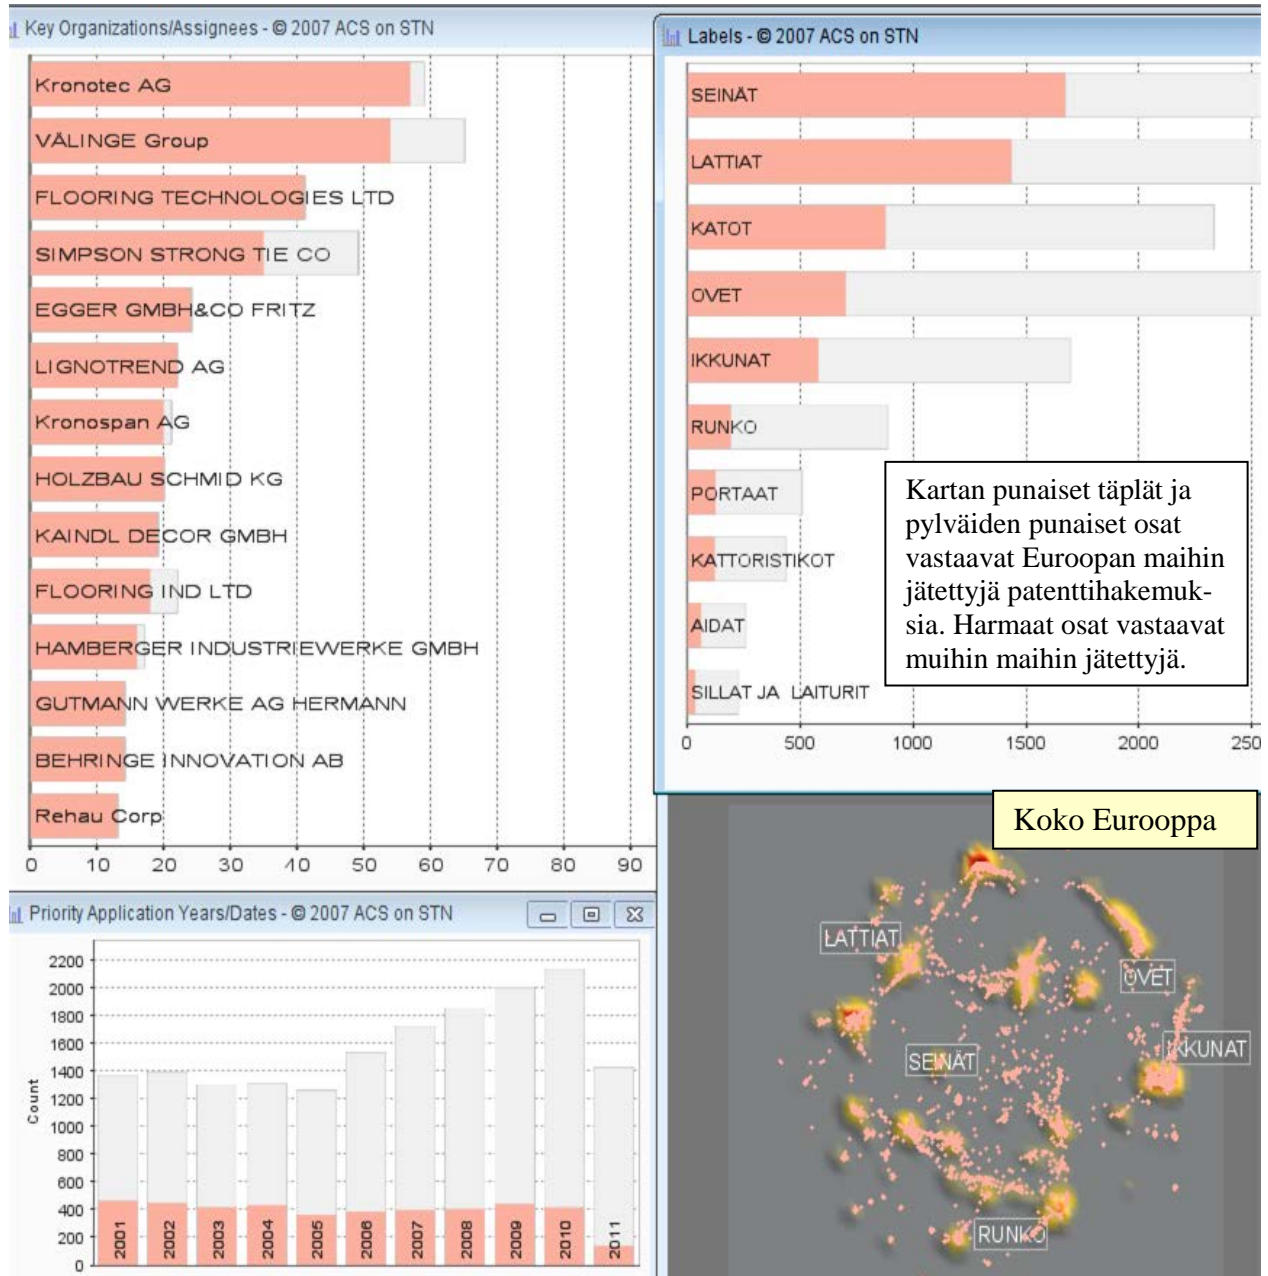 Key Organizations/Assignees - © 2007 ACS on STN
Kronotec AG
VÄLINGE Group
FLOORING TECHNOLOGIES LTD
SIMPSON STRONG TIE CO
EGGER GMBH&CO FRITZ
LIGNOTREND AG
Kronospan AG
HOLZBAU SCHMID KG
KAINDL DECOR GMBH
FLOORING IND LTD
HAMBERGER INDUSTRIEWERKE GMBH
GUTMANN WERKE AG HERMANN
BEHRINGE INNOVATION AB
Rehau Corp
0 10 20 30 40 50 60 70 80 90
Labels - © 2007 ACS on STN
SEINÄT
LATTIAT
KATOT
OVET
IKKUNAT
RUNKO
PORTAAT
KATTORISTIKOT
AIDAT
SILLAT JA LAITURIT
0 500 1000 1500 2000 250
Kartan punaiset täplät ja
pylväiden punaiset osat
vastaavat Euroopan maihin
jätettyjä patenttihakemuk-
sia. Harmaat osat vastaavat
muihin maihin jätettyjä.
Priority Application Years/Dates - © 2007 ACS on STN
Count
2200
2000
1800
1600
1400
1200
1000
800
600
400
200
0
2001 2002 2003 2004 2005 2006 2007 2008 2009 2010 2011
Koko Eurooppa
LATTIAT
OVET
SEINÄT
IKKUNAT
RUNKO